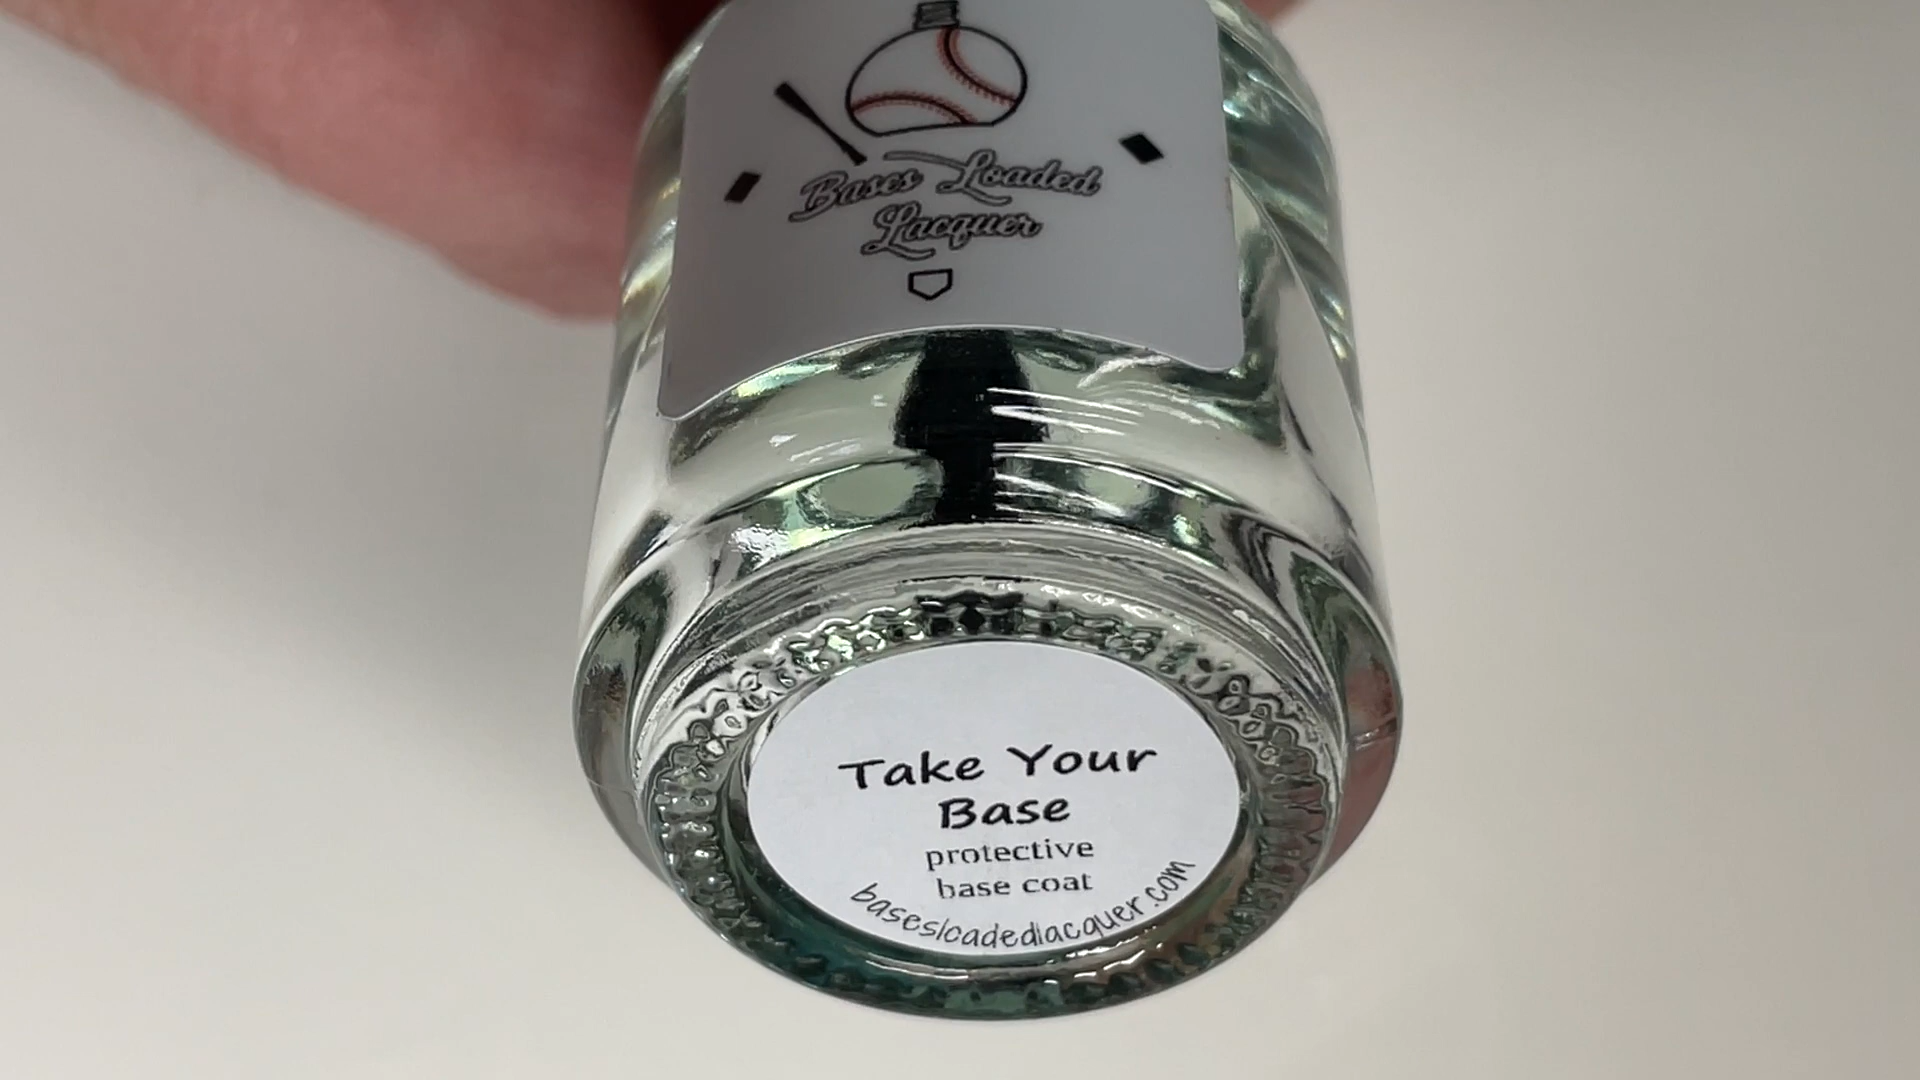 Bases Loaded
Lacquer
Take Your
Base
protective
base coat
basesloadedlacquer.com